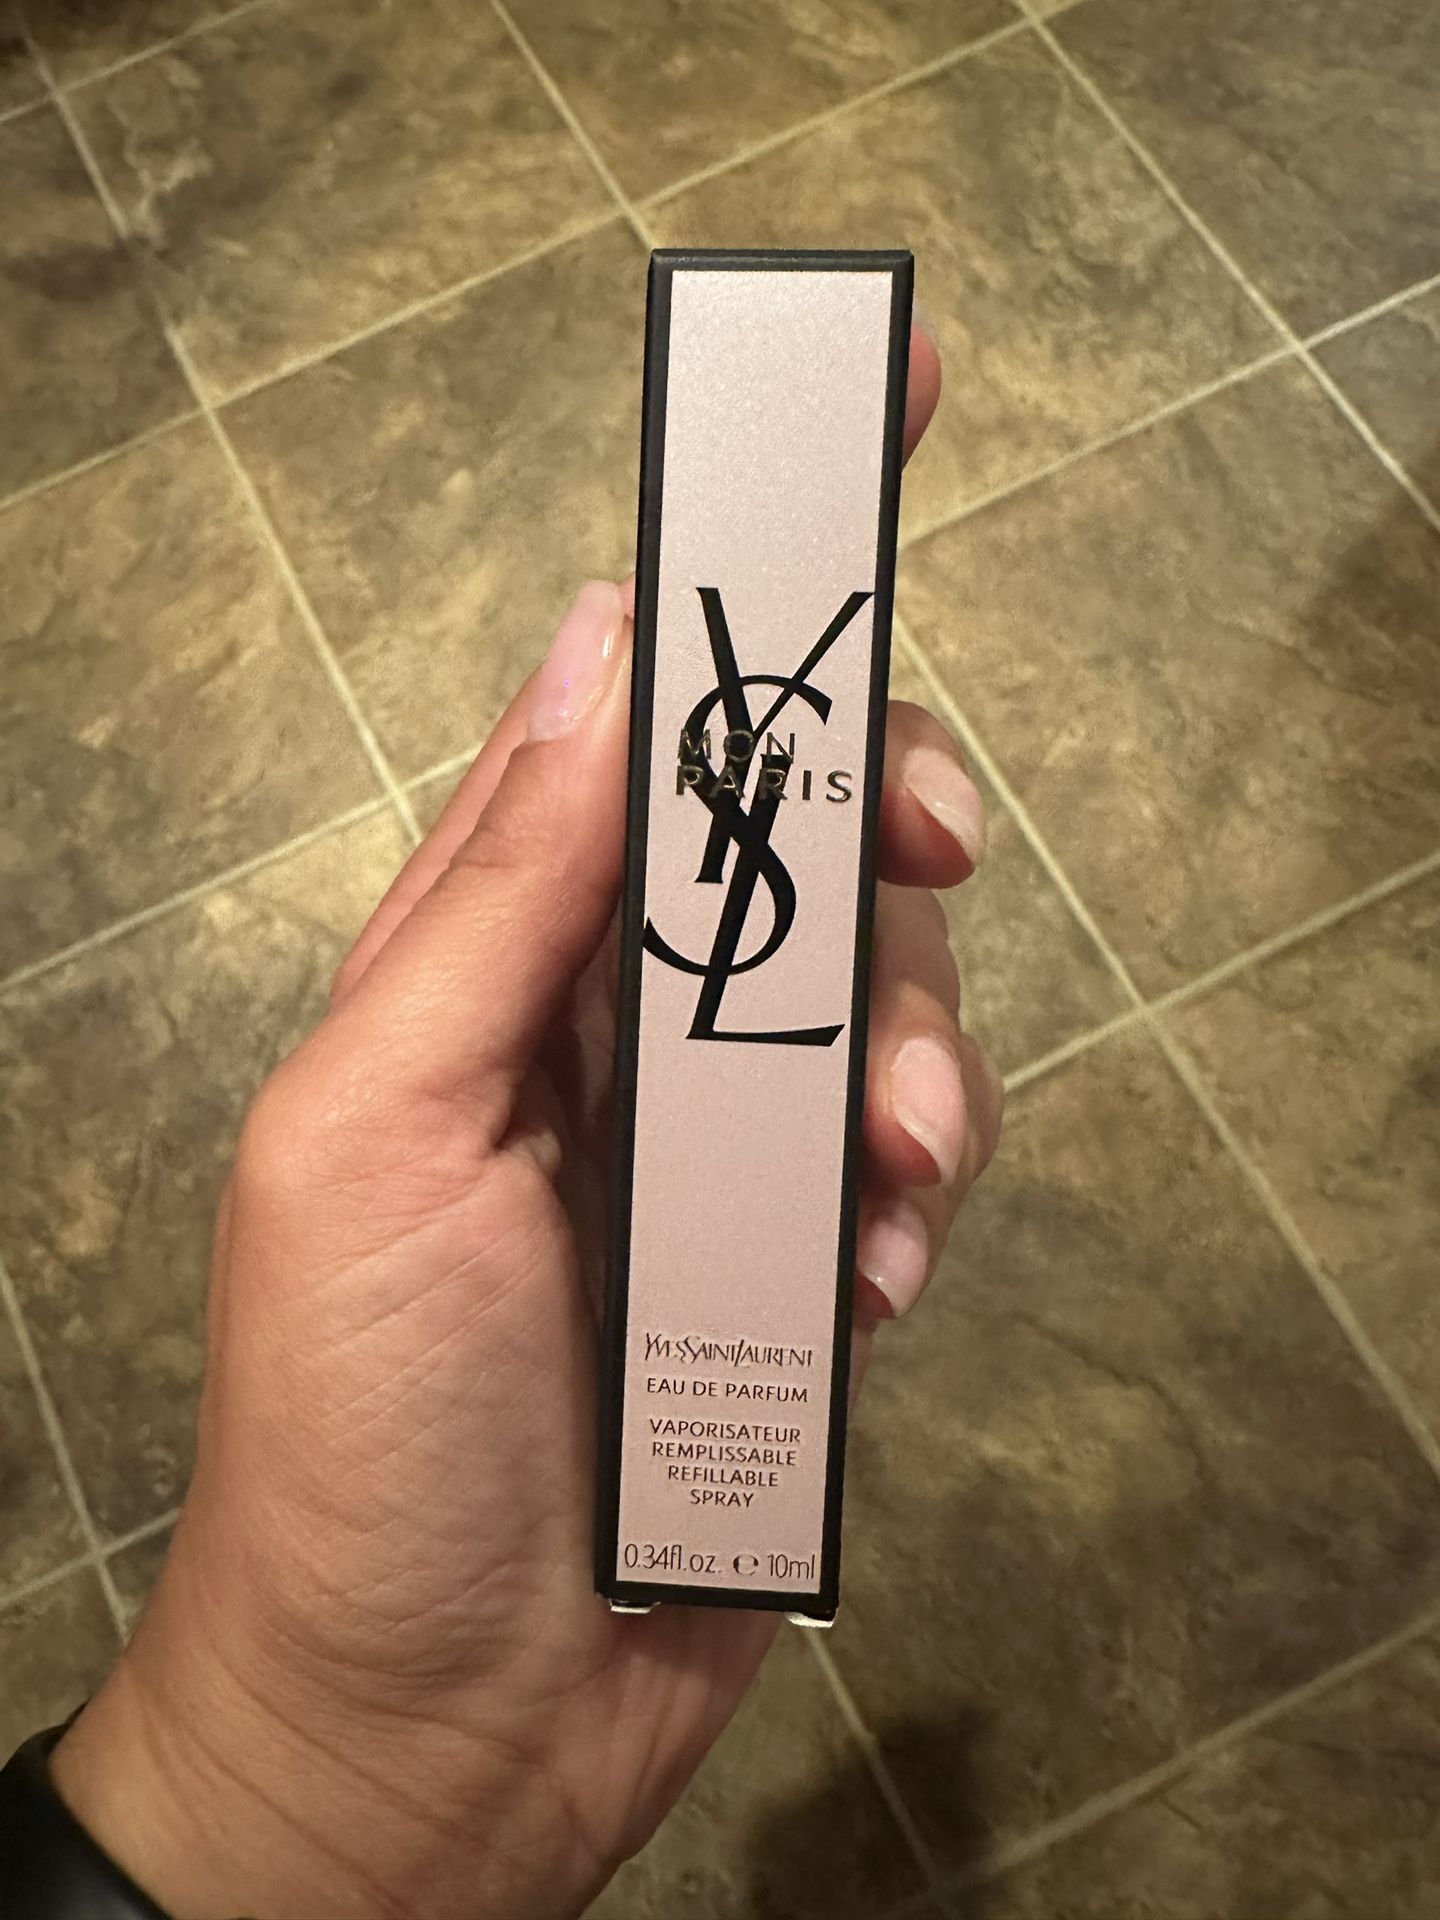 YSL
MON
PARIS
YVESSAINTLAURENT
EAU DE PARFUM
VAPORISATEUR
REMPLISSABLE
REFILLABLE
SPRAY
0.34fl.oz. ℮ 10ml